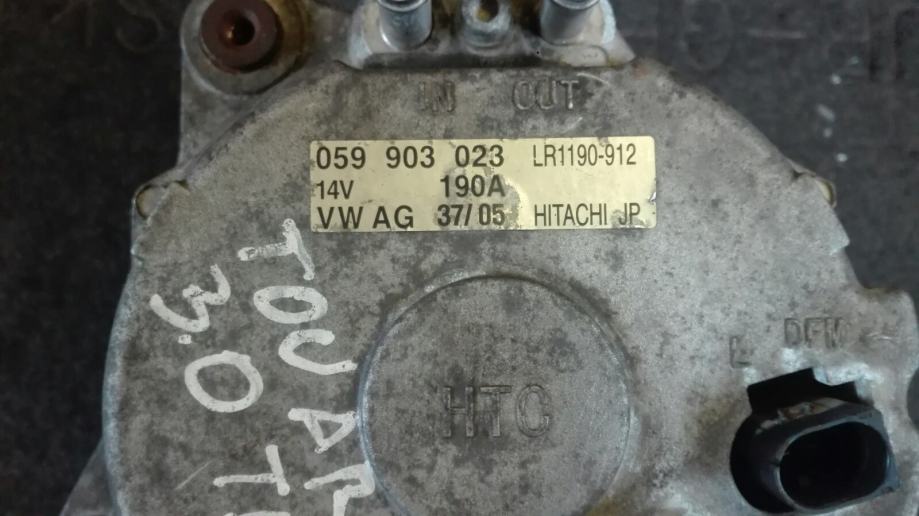 IN OUT
059 903 023 LR1190-912
14V 190A
VW AG 37/05 HITACHI JP
L DFM
HTC
TOUAR
3.0 T